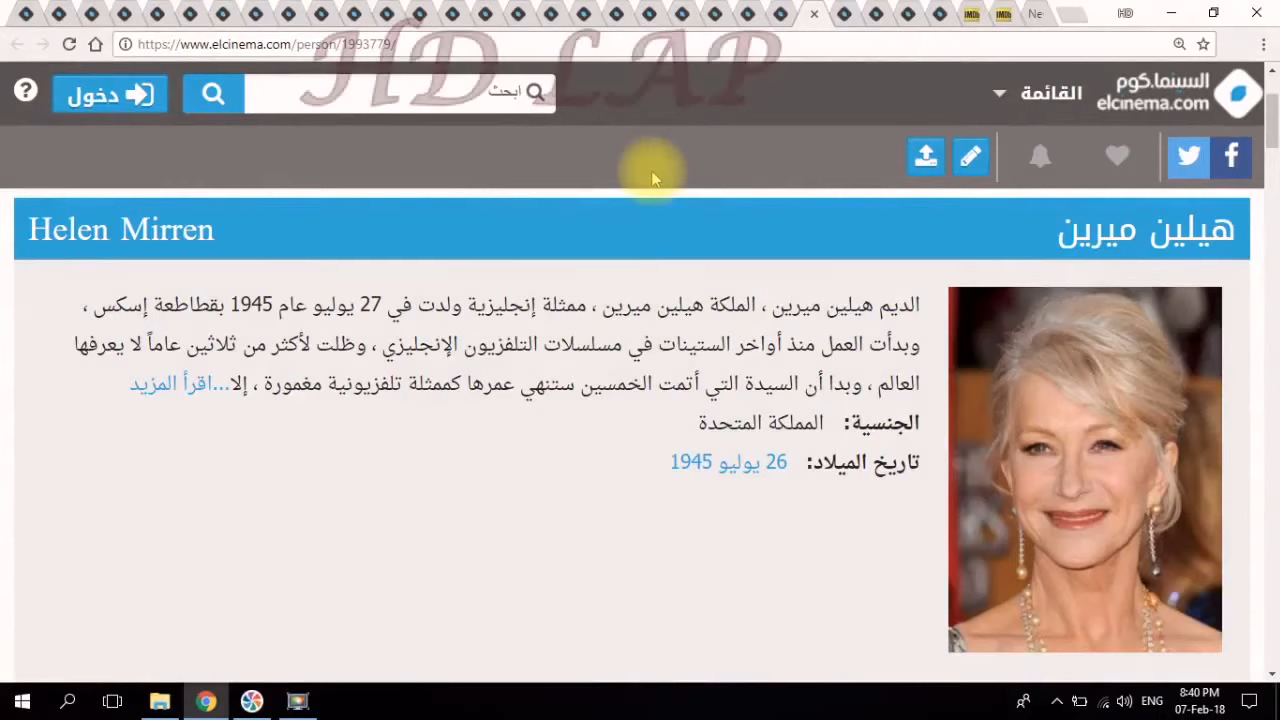 Ne
HD
https://www.elcinema.com/person/1993779/
HD LAP
دخول
ابحث
القائمة
السينما.كوم
elcinema.com
Helen Mirren
هيلين ميرين
الديم هيلين ميرين ، الملكة هيلين ميرين ، ممثلة إنجليزية ولدت في 27 يوليو عام 1945 بقطاطعة إسكس ،
وبدأت العمل منذ أواخر الستينات في مسلسلات التلفزيون الإنجليزي ، وظلت لأكثر من ثلاثين عاماً لا يعرفها
العالم ، وبدا أن السيدة التي أتمت الخمسين ستنهي عمرها كممثلة تلفزيونية مغمورة ، إلا...اقرأ المزيد
الجنسية: المملكة المتحدة
تاريخ الميلاد: 26 يوليو 1945
ENG
8:40 PM
07-Feb-18